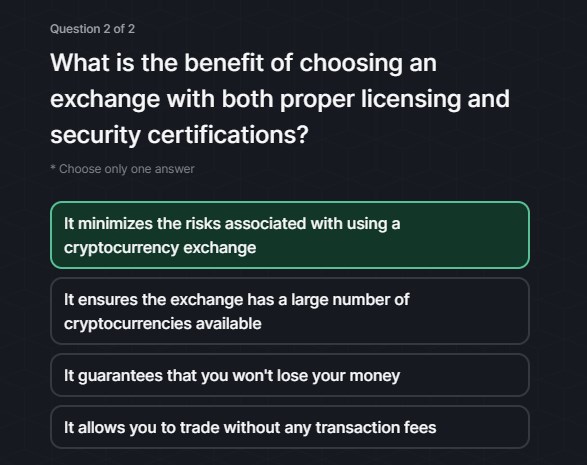 Question 2 of 2
What is the benefit of choosing an
exchange with both proper licensing and
security certifications?
* Choose only one answer
It minimizes the risks associated with using a
cryptocurrency exchange
It ensures the exchange has a large number of
cryptocurrencies available
It guarantees that you won't lose your money
It allows you to trade without any transaction fees